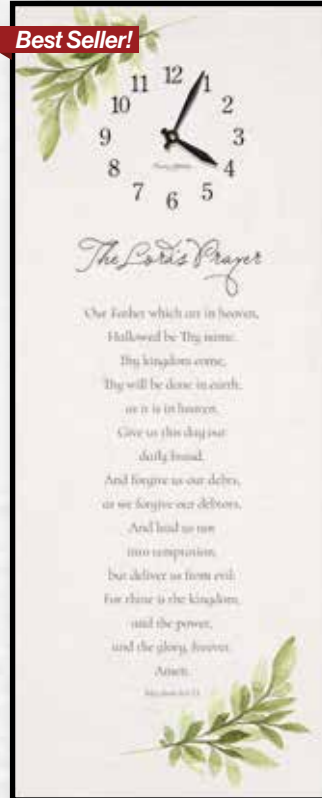 Best Seller!
12
1
2
3
4
5
6
7
8
9
10
11
The Lord's Prayer
Our Father which art in heaven,
Hallowed be Thy name.
Thy kingdom come,
Thy will be done in earth,
as it is in heaven.
Give us this day our
daily bread.
And forgive us our debts,
as we forgive our debtors.
And lead us not
into temptation,
but deliver us from evil:
For thine is the kingdom,
and the power,
and the glory, forever.
Amen.